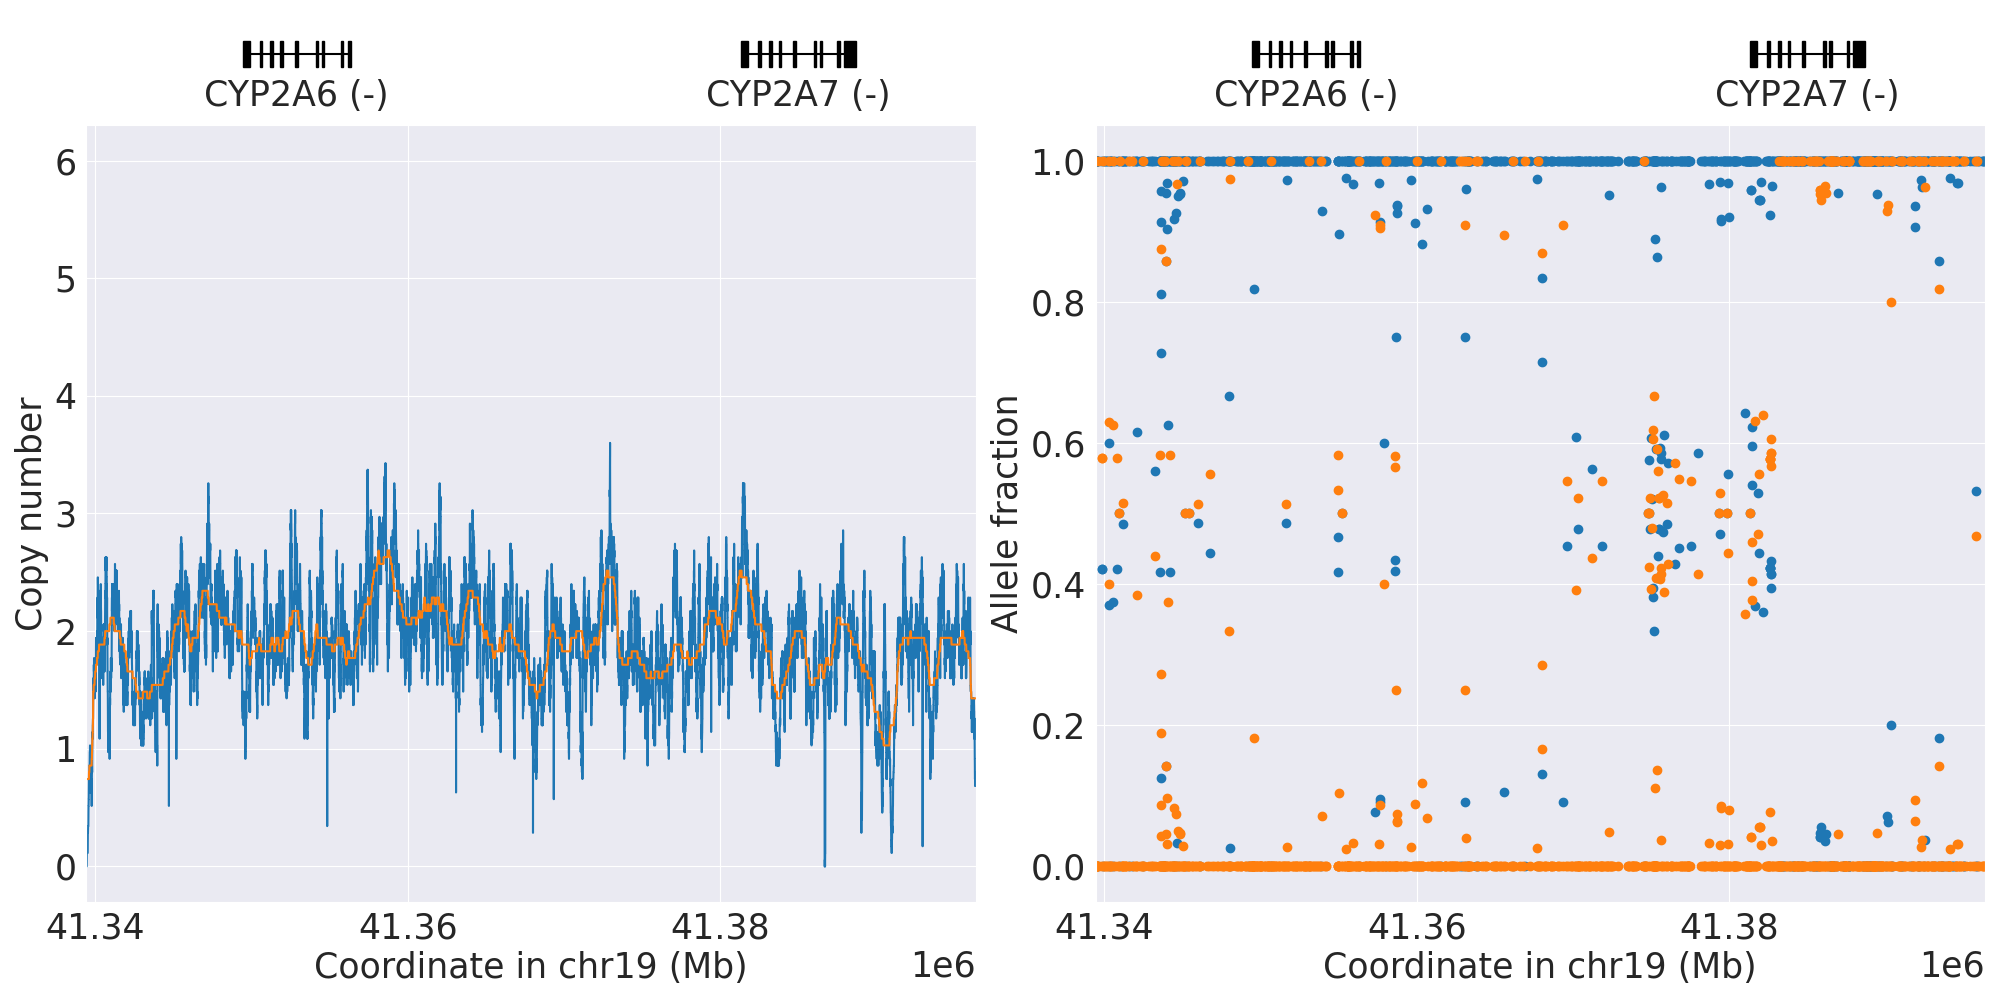 CYP2A6 (-)
CYP2A7 (-)
Copy number
6
5
4
3
2
1
0
41.34
41.36
41.38
Coordinate in chr19 (Mb)
1e6
CYP2A6 (-)
CYP2A7 (-)
Allele fraction
1.0
0.8
0.6
0.4
0.2
0.0
41.34
41.36
41.38
Coordinate in chr19 (Mb)
1e6